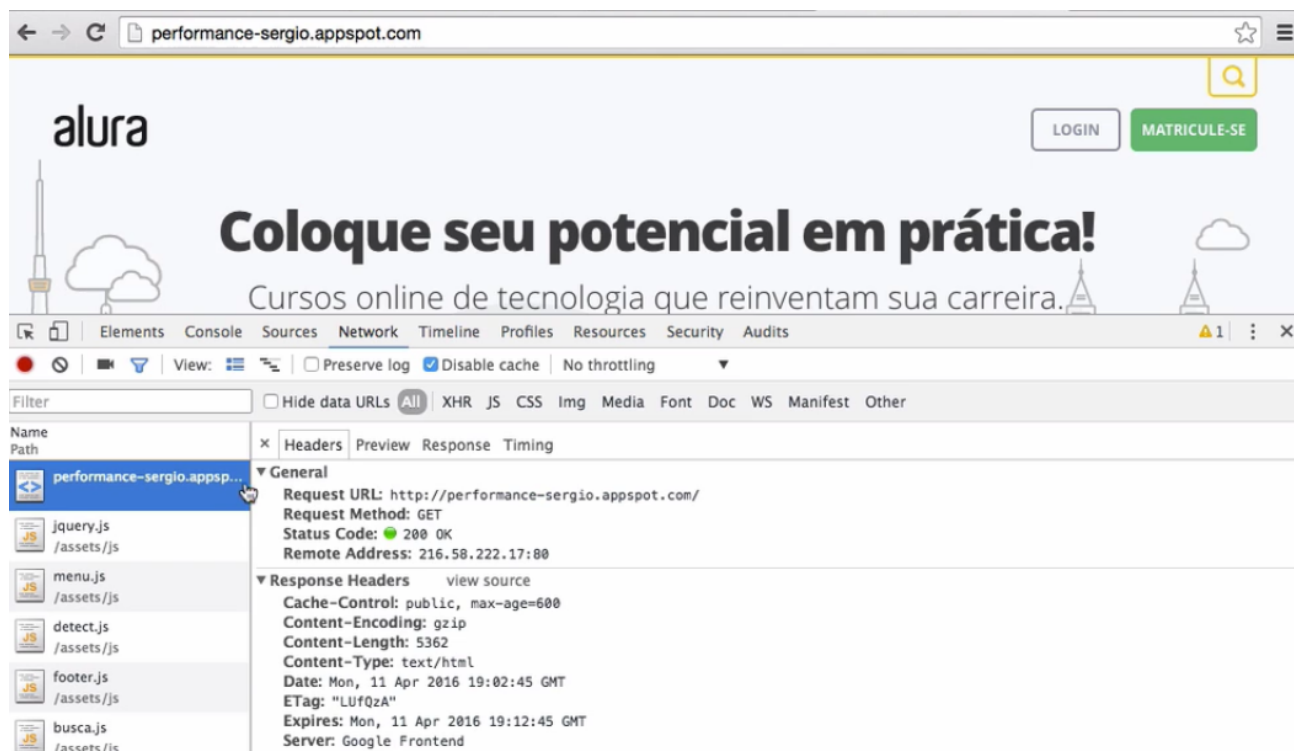 performance-sergio.appspot.com
alura
LOGIN
MATRICULE-SE
Coloque seu potencial em prática!
Cursos online de tecnologia que reinventam sua carreira.
Elements Console Sources Network Timeline Profiles Resources Security Audits 1
View: Preserve log Disable cache No throttling
Filter
Hide data URLs All XHR JS CSS Img Media Font Doc WS Manifest Other
Name
Path
performance-sergio.appsp...
jquery.js
/assets/js
menu.js
/assets/js
detect.js
/assets/js
footer.js
/assets/js
busca.js
/assets/js
× Headers Preview Response Timing
General
Request URL: http://performance-sergio.appspot.com/
Request Method: GET
Status Code: 200 OK
Remote Address: 216.58.222.17:80
Response Headers view source
Cache-Control: public, max-age=600
Content-Encoding: gzip
Content-Length: 5362
Content-Type: text/html
Date: Mon, 11 Apr 2016 19:02:45 GMT
ETag: "LUfQzA"
Expires: Mon, 11 Apr 2016 19:12:45 GMT
Server: Google Frontend